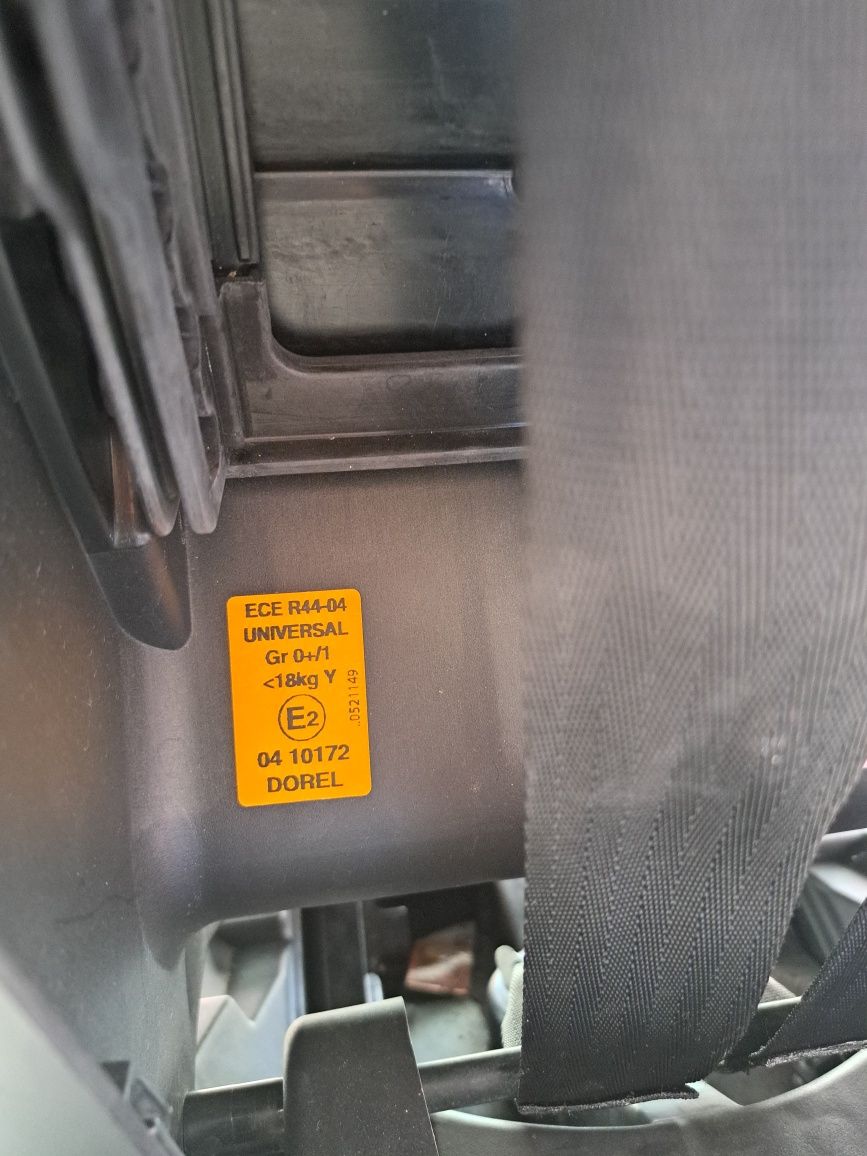 ECE R44-04
UNIVERSAL
Gr 0+/1
<18kg Y
E2
..0521149
04 10172
DOREL